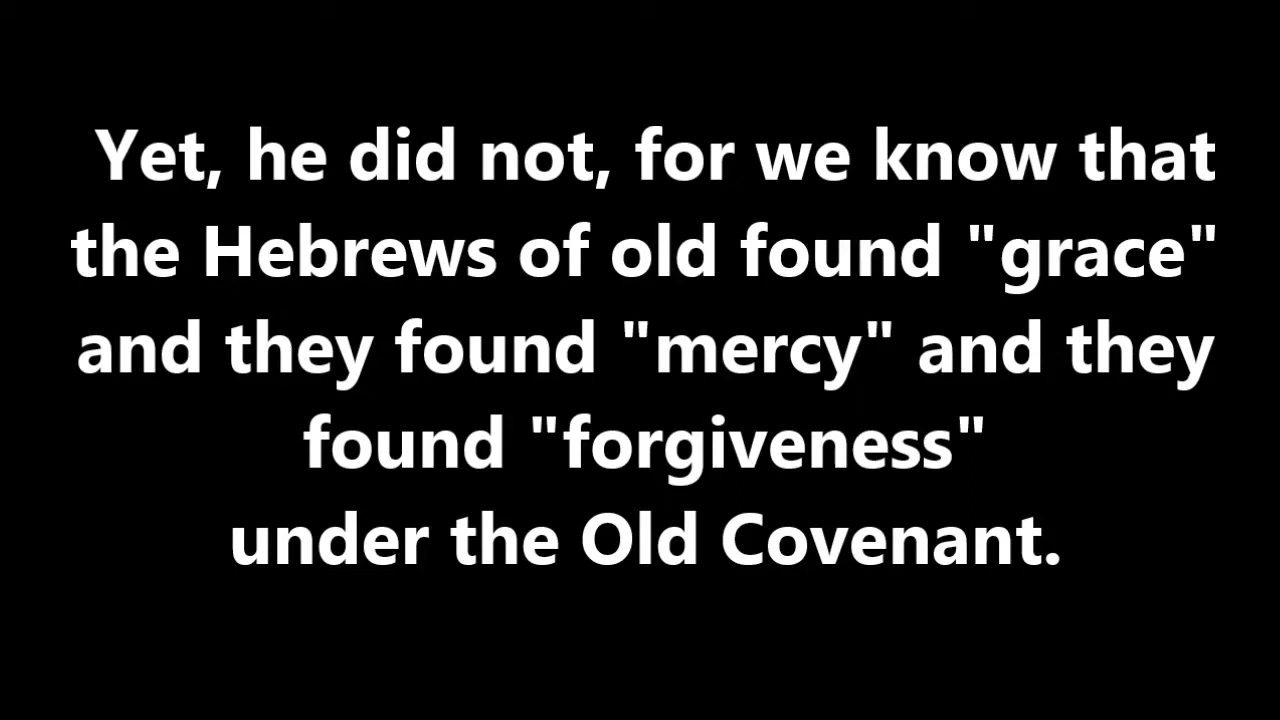 Yet, he did not, for we know that
the Hebrews of old found "grace"
and they found "mercy" and they
found "forgiveness"
under the Old Covenant.